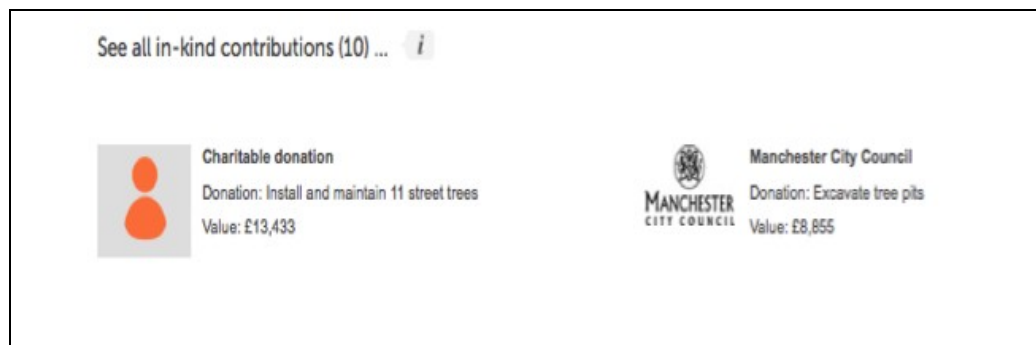 See all in-kind contributions (10) ... i
Charitable donation
Donation: Install and maintain 11 street trees
Value: £13,433
MANCHESTER
CITY COUNCIL
Manchester City Council
Donation: Excavate tree pits
Value: £8,855